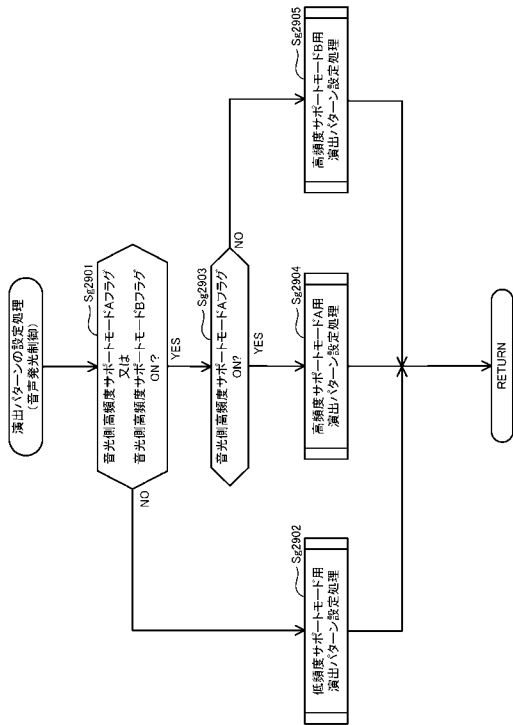 演出パターンの設定処理
(音声発光制御)
Sg2901
音光側高頻度サポートモードAフラグ
又は
音光側高頻度サポートモードBフラグ
ON?
NO
YES
Sg2903
音光側高頻度サポートモードAフラグ
ON?
NO
YES
Sg2902
低頻度サポートモード用
演出パターン設定処理
Sg2904
高頻度サポートモードA用
演出パターン設定処理
Sg2905
高頻度サポートモードB用
演出パターン設定処理
RETURN